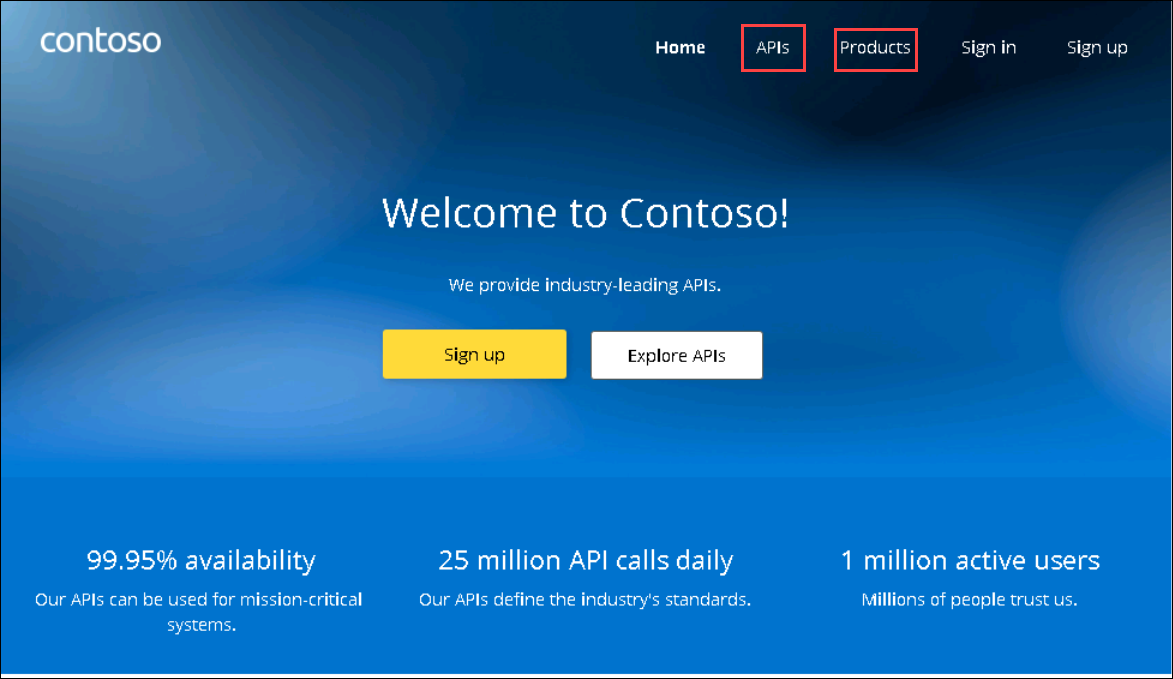 contoso
Home APIs Products Sign in Sign up
Welcome to Contoso!
We provide industry-leading APIs.
Sign up Explore APIs
99.95% availability
Our APIs can be used for mission-critical
systems.
25 million API calls daily
Our APIs define the industry's standards.
1 million active users
Millions of people trust us.